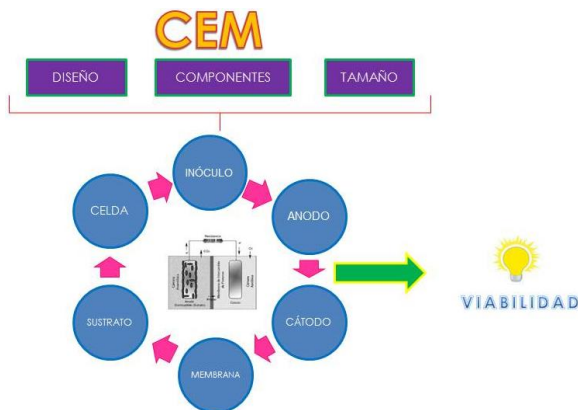 CEM
DISEÑO
COMPONENTES
TAMAÑO
INÓCULO
ANODO
CÁTODO
MEMBRANA
SUSTRATO
CELDA
VIABILIDAD